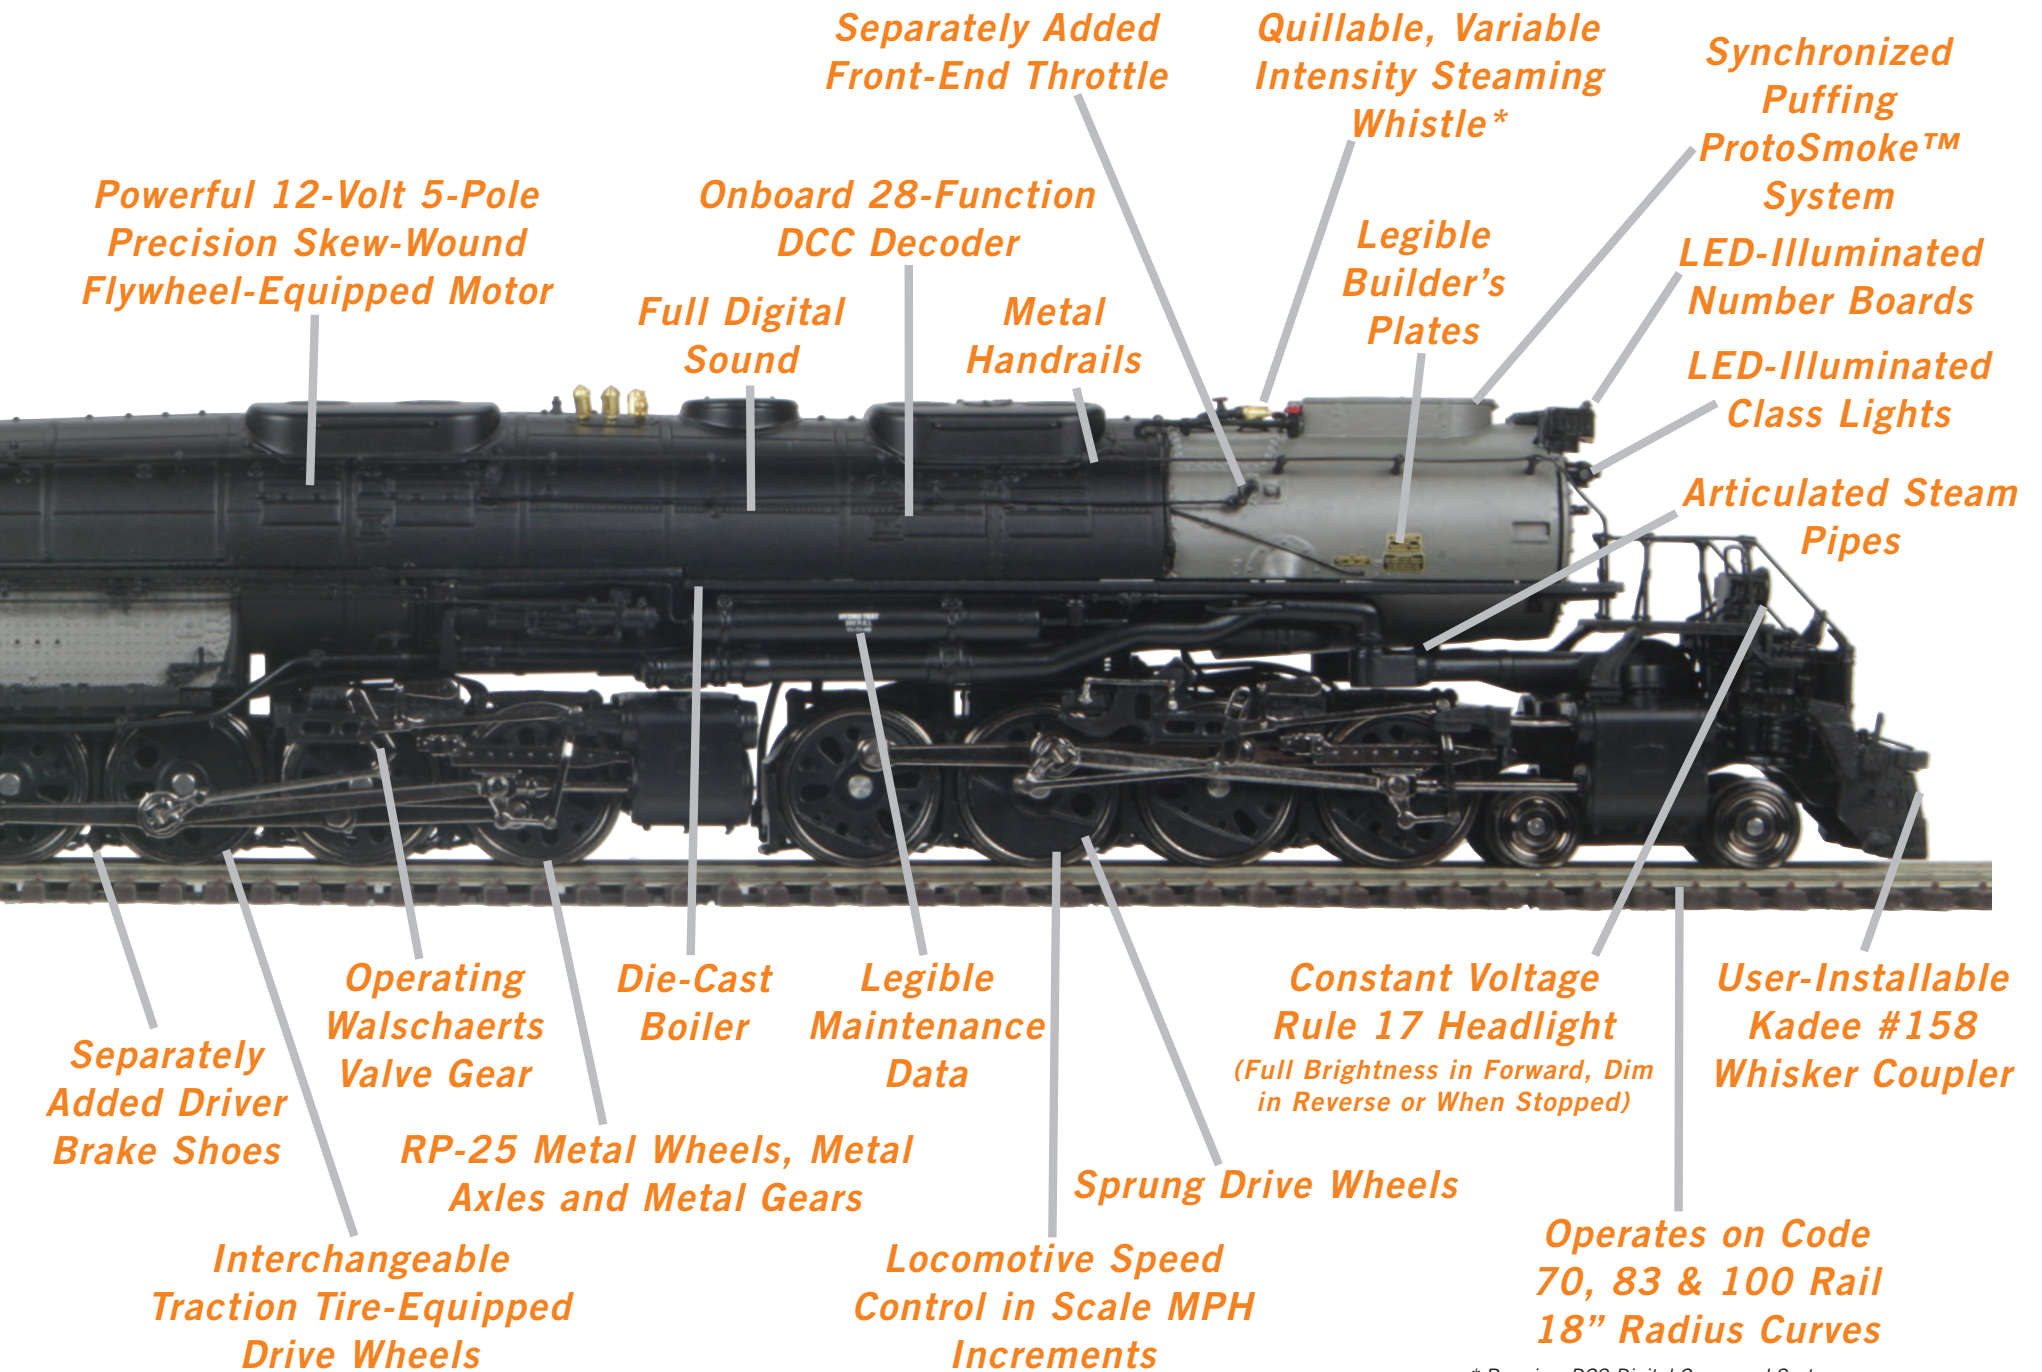 Separately Added
Front-End Throttle
Quillable, Variable
Intensity Steaming
Whistle*
Synchronized
Puffing
ProtoSmoke™
System
Powerful 12-Volt 5-Pole
Precision Skew-Wound
Flywheel-Equipped Motor
Onboard 28-Function
DCC Decoder
Legible
Builder's
Plates
LED-Illuminated
Number Boards
Full Digital
Sound
Metal
Handrails
LED-Illuminated
Class Lights
Articulated Steam
Pipes
Operating
Walschaerts
Valve Gear
Die-Cast
Boiler
Legible
Maintenance
Data
Constant Voltage
Rule 17 Headlight
(Full Brightness in Forward, Dim
in Reverse or When Stopped)
User-Installable
Kadee #158
Whisker Coupler
Separately
Added Driver
Brake Shoes
RP-25 Metal Wheels, Metal
Axles and Metal Gears
Sprung Drive Wheels
Interchangeable
Traction Tire-Equipped
Drive Wheels
Locomotive Speed
Control in Scale MPH
Increments
Operates on Code
70, 83 & 100 Rail
18” Radius Curves